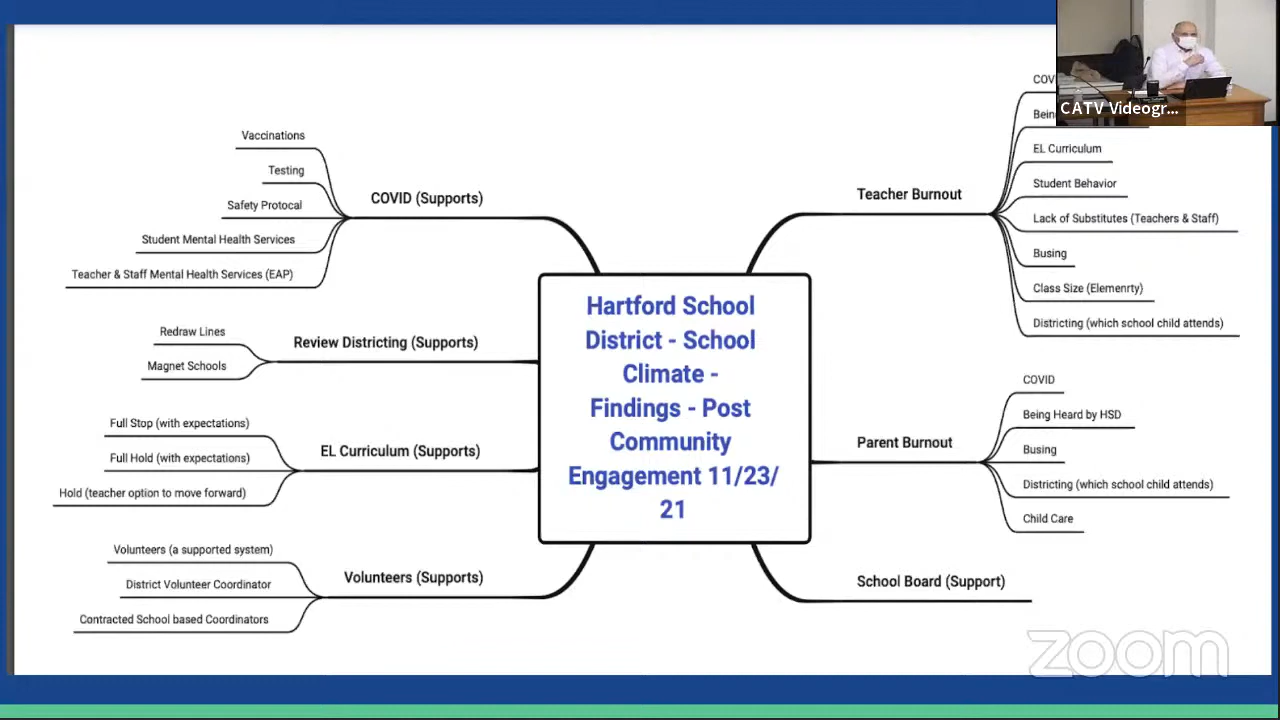 CATV Videogr...
Vaccinations
Testing
Safety Protocal
Student Mental Health Services
Teacher & Staff Mental Health Services (EAP)
COVID (Supports)
Redraw Lines
Magnet Schools
Review Districting (Supports)
Full Stop (with expectations)
Full Hold (with expectations)
Hold (teacher option to move forward)
EL Curriculum (Supports)
Volunteers (a supported system)
District Volunteer Coordinator
Contracted School based Coordinators
Volunteers (Supports)
Hartford School
District - School
Climate -
Findings - Post
Community
Engagement 11/23/
21
Teacher Burnout
EL Curriculum
Student Behavior
Lack of Substitutes (Teachers & Staff)
Busing
Class Size (Elemenrty)
Districting (which school child attends)
Parent Burnout
COVID
Being Heard by HSD
Busing
Districting (which school child attends)
Child Care
School Board (Support)
zoom